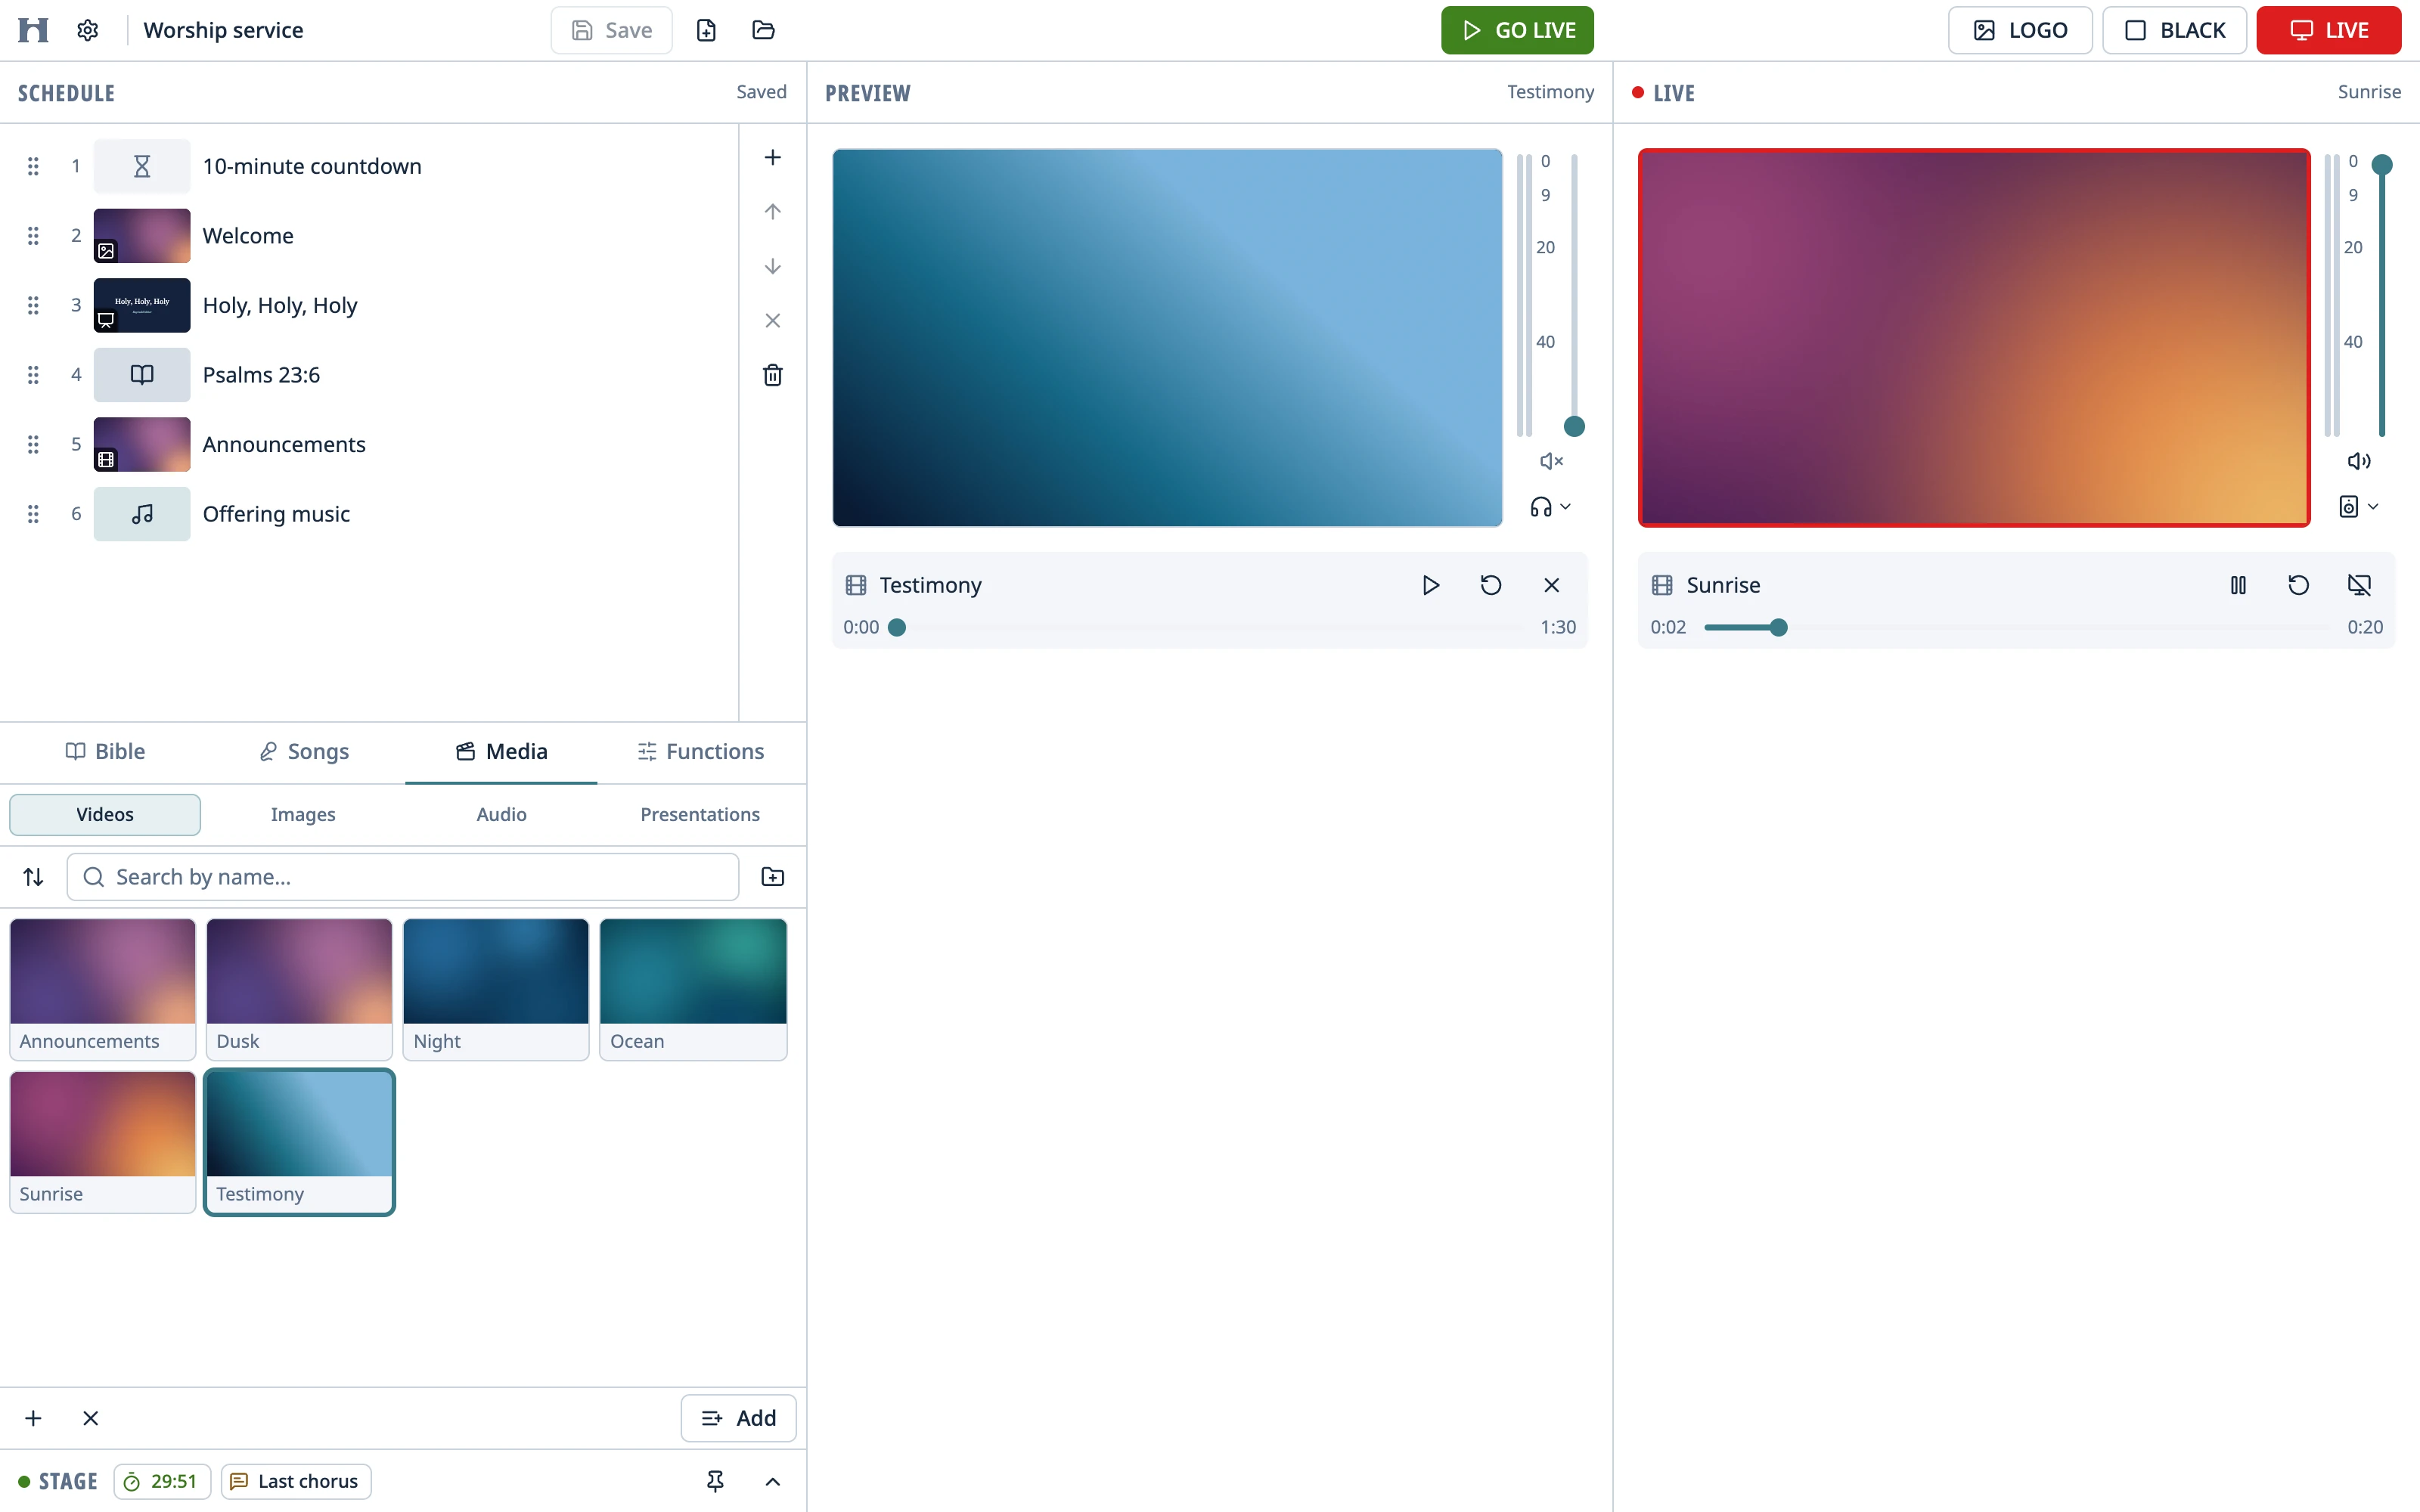 Worship service
Save
GO LIVE
LOGO
BLACK
LIVE
SCHEDULE
Saved
1
10-minute countdown
2
Welcome
3
Holy, Holy, Holy
Holy, Holy, Holy
4
Psalms 23:6
5
Announcements
6
Offering music
Bible
Songs
Media
Functions
Videos
Images
Audio
Presentations
Search by name...
Announcements
Dusk
Night
Ocean
Sunrise
Testimony
Add
STAGE
29:51
Last chorus
PREVIEW
Testimony
0
9
20
40
Testimony
0:00
1:30
LIVE
Sunrise
0
9
20
40
Sunrise
0:02
0:20